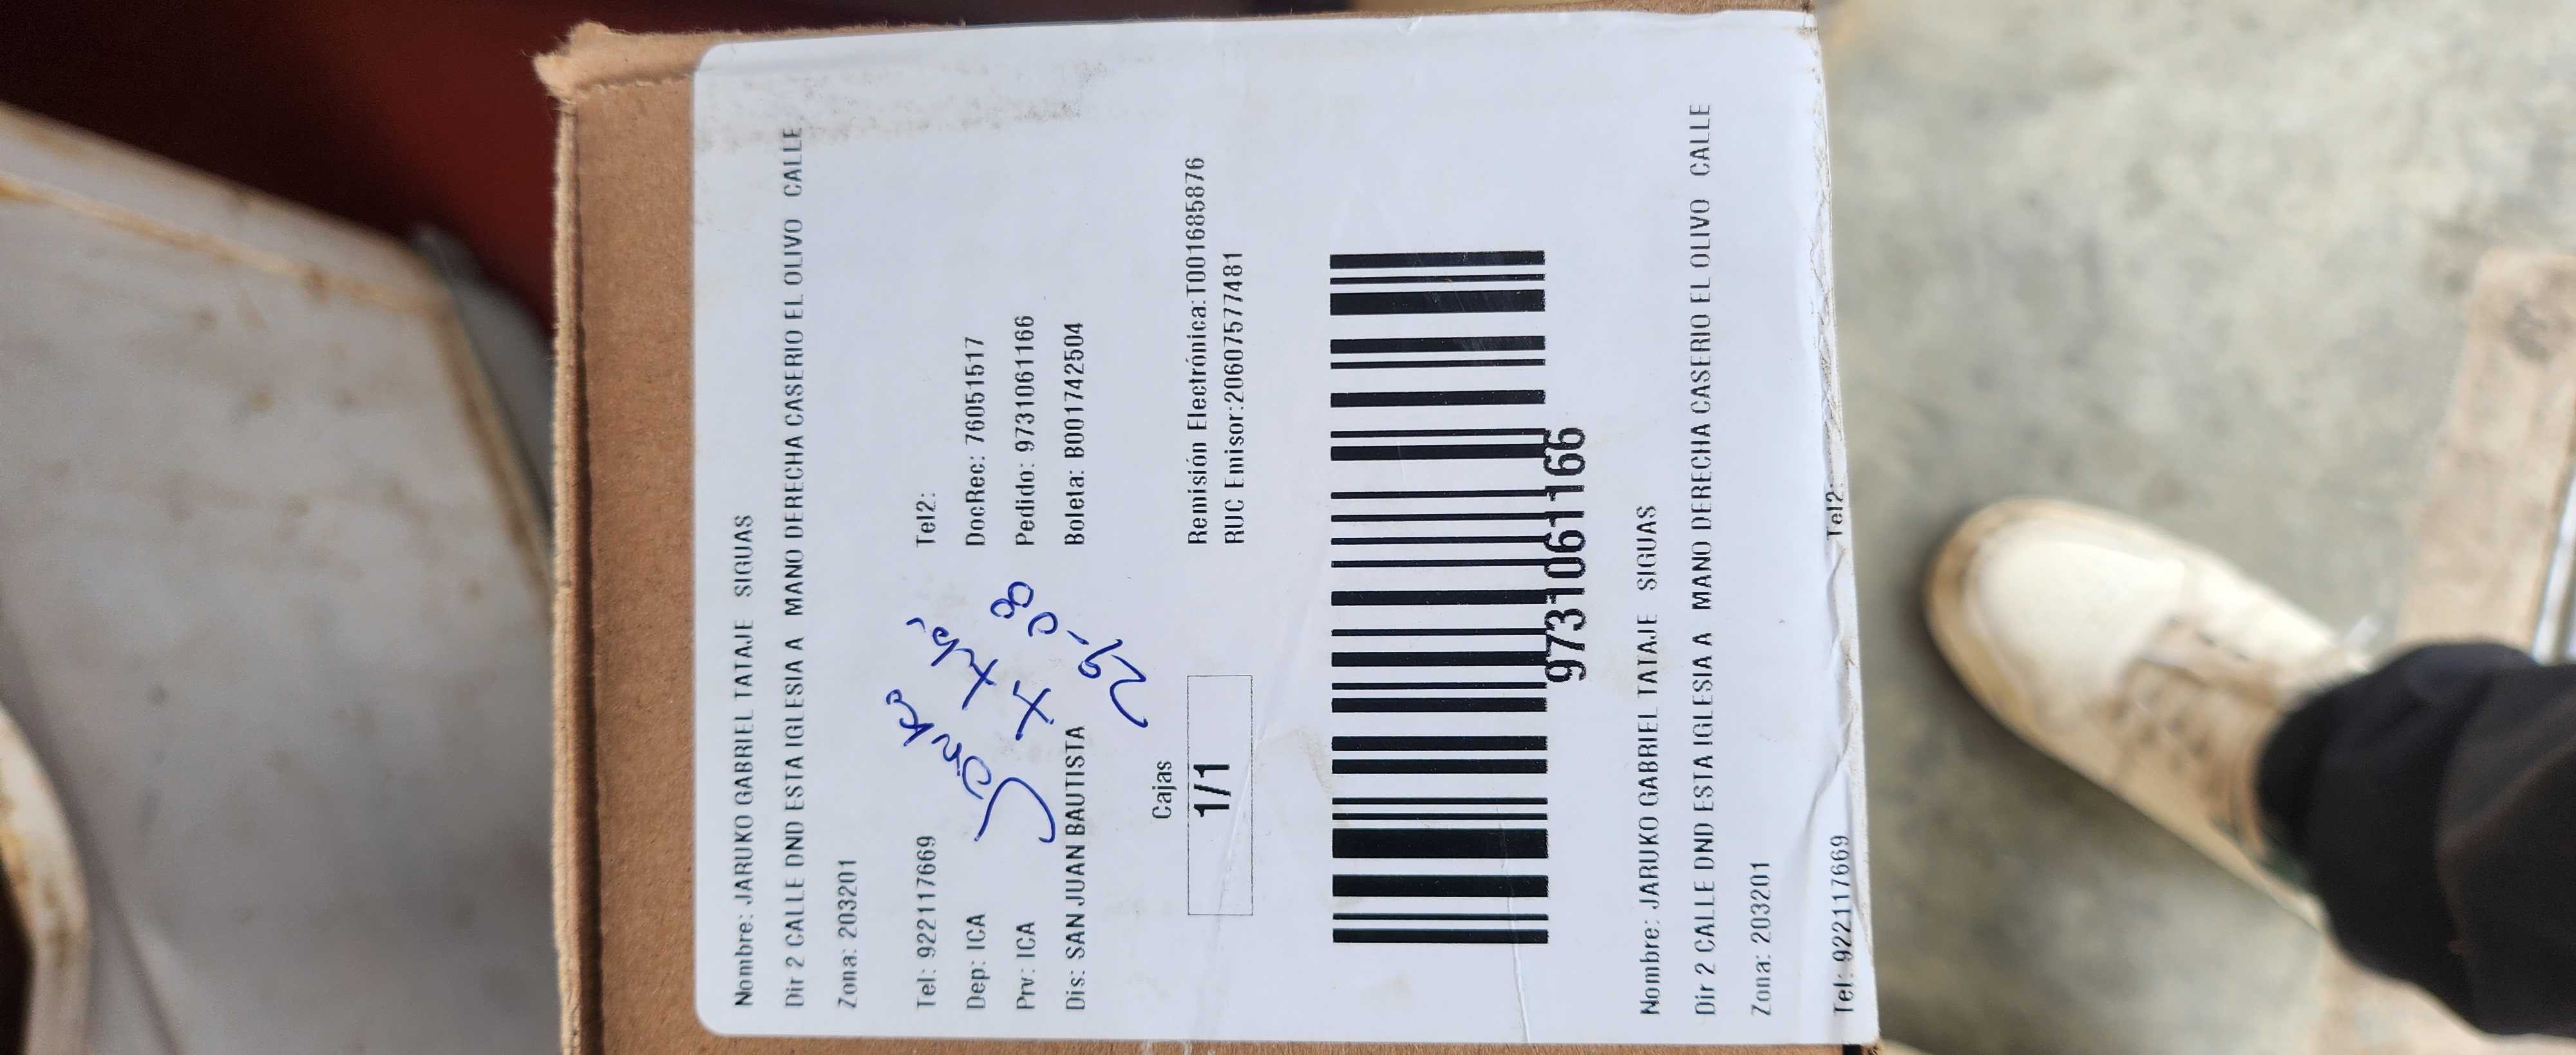 Nombre: JARUKO GABRIEL TATAJE SIGUAS
Dir 2 CALLE DND ESTA IGLESIA A MANO DERECHA CASERIO EL OLIVO CALLE
Zona: 203201
Tel: 922117669 Tel2:
Dep: ICA DocRec: 76051517
Prv: ICA Pedido: 9731061166
Dis: SAN JUAN BAUTISTA Boleta: B001742504
29-08
Cajas
1/1
Remisión Electrónica:T001685876
RUC Emisor:20607577481
9731061166
Nombre: JARUKO GABRIEL TATAJE SIGUAS
Dir 2 CALLE DND ESTA IGLESIA A MANO DERECHA CASERIO EL OLIVO CALLE
Zona: 203201
Tel: 922117669 Tel2: